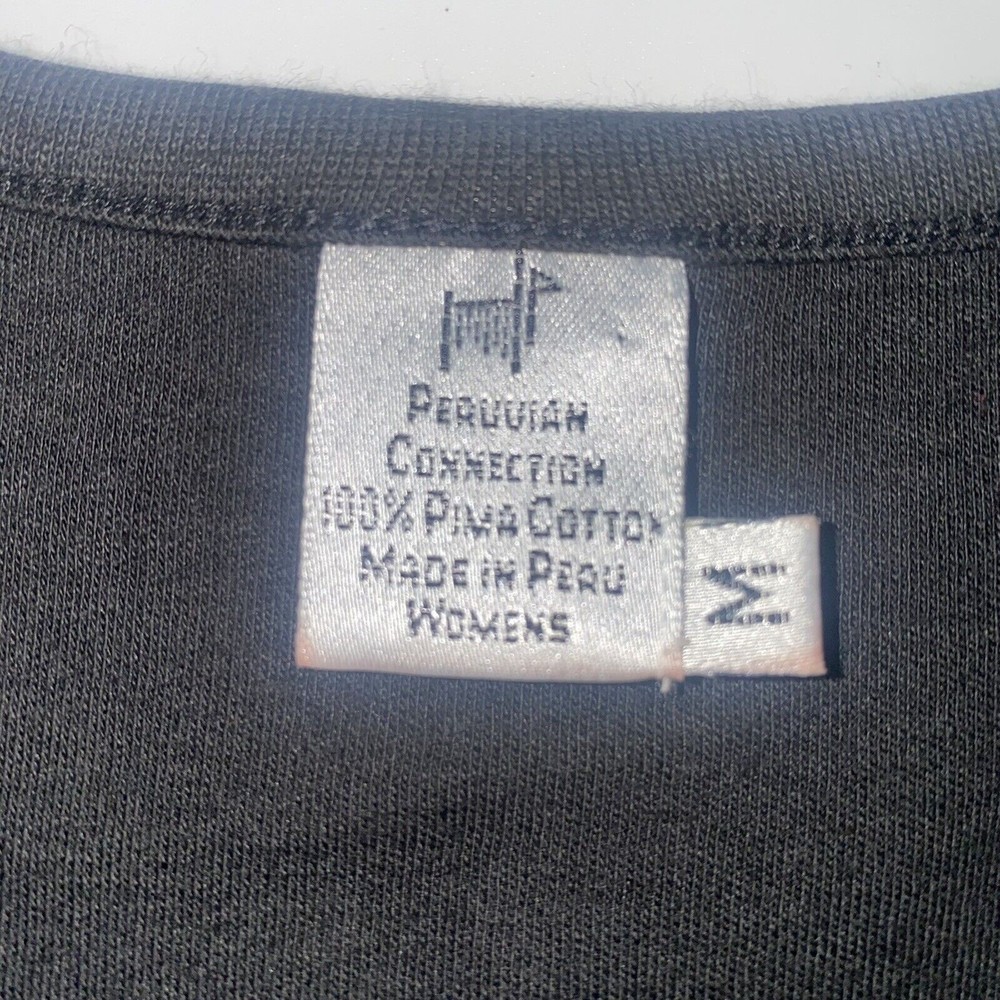 PERUVIAN
CONNECTION
100% PIMA COTTON
MADE IN PERU
WOMENS
M